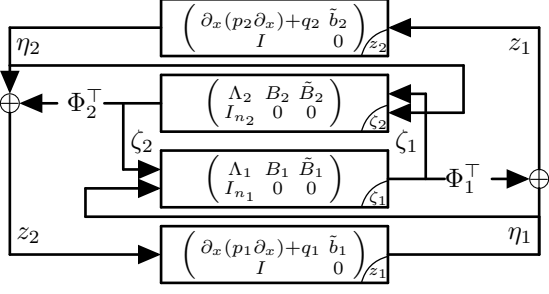 η₂ (∂ₓ(p₂∂ₓ)+q₂ b̃₂ z₁
I 0) z₂
⊕ Φ₂⊤ (Λ₂ B₂ B̃₂
Iₙ₂ 0 0) ζ₂
ζ₂ ζ₁
(Λ₁ B₁ B̃₁
Iₙ₁ 0 0) ζ₁ Φ₁⊤ ⊕
z₂ (∂ₓ(p₁∂ₓ)+q₁ b̃₁ η₁
I 0) z₁